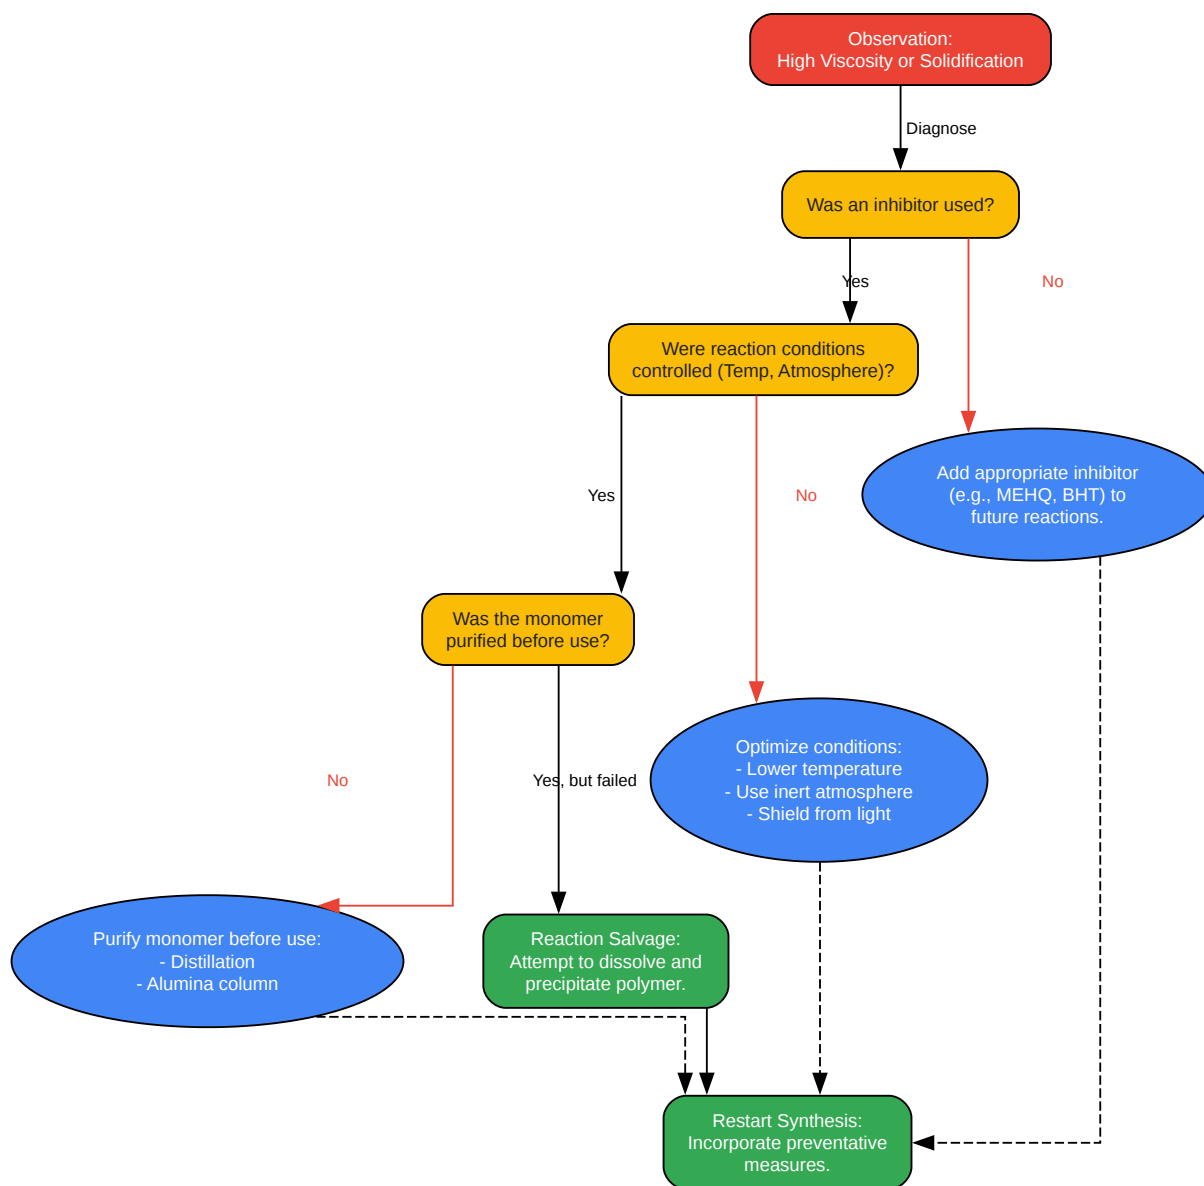 Observation:
High Viscosity or Solidification
Diagnose
Was an inhibitor used?
Yes
No
Were reaction conditions
controlled (Temp, Atmosphere)?
Add appropriate inhibitor
(e.g., MEHQ, BHT) to
future reactions.
Yes
No
Was the monomer
purified before use?
Optimize conditions:
- Lower temperature
- Use inert atmosphere
- Shield from light
No
Yes, but failed
Purify monomer before use:
- Distillation
- Alumina column
Reaction Salvage:
Attempt to dissolve and
precipitate polymer.
Restart Synthesis:
Incorporate preventative
measures.